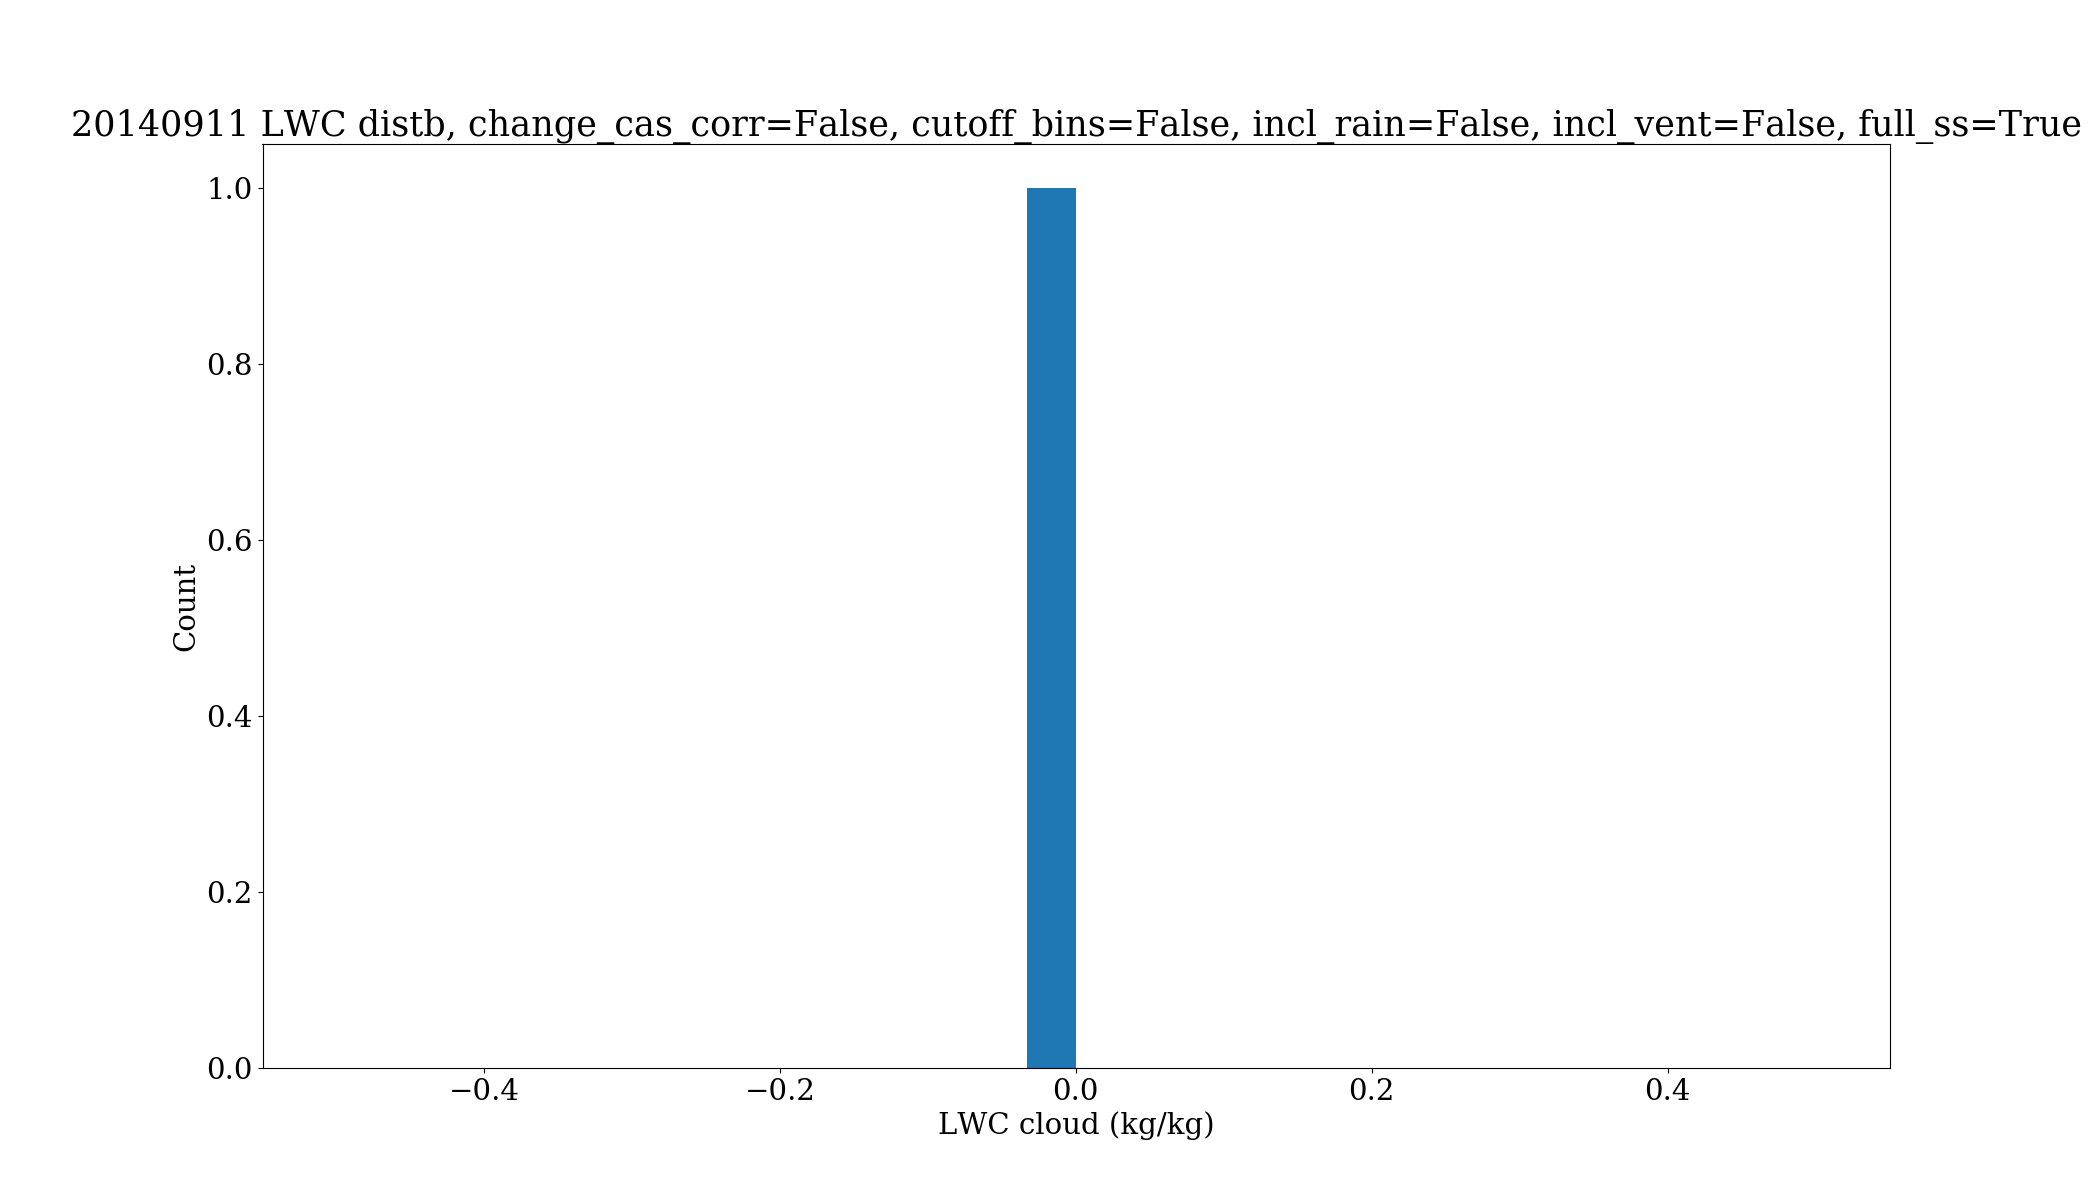 20140911 LWC distb, change_cas_corr=False, cutoff_bins=False, incl_rain=False, incl_vent=False, full_ss=True
1.0
0.8
0.6
0.4
0.2
0.0
Count
−0.4 −0.2 0.0 0.2 0.4
LWC cloud (kg/kg)